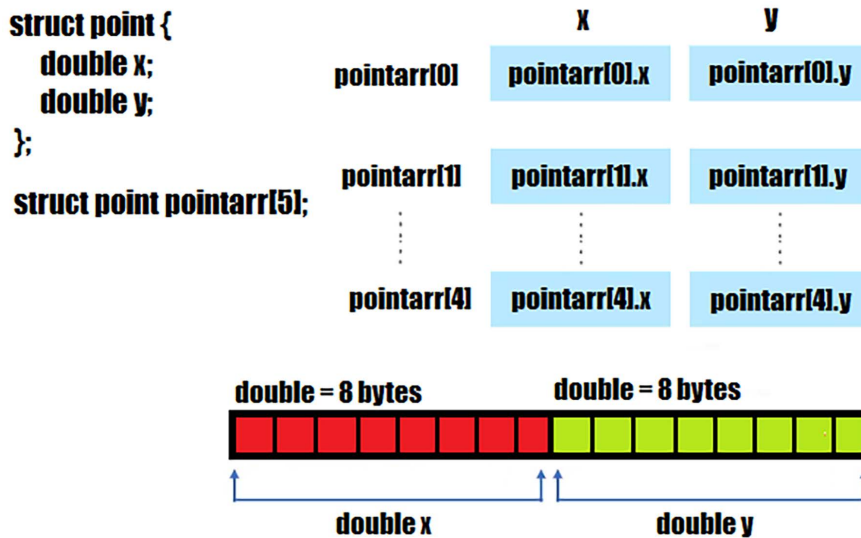 struct point {
double x;
double y;
};
struct point pointarr[5];
x y
pointarr[0] pointarr[0].x pointarr[0].y
pointarr[1] pointarr[1].x pointarr[1].y
pointarr[4] pointarr[4].x pointarr[4].y
double = 8 bytes double = 8 bytes
double x double y